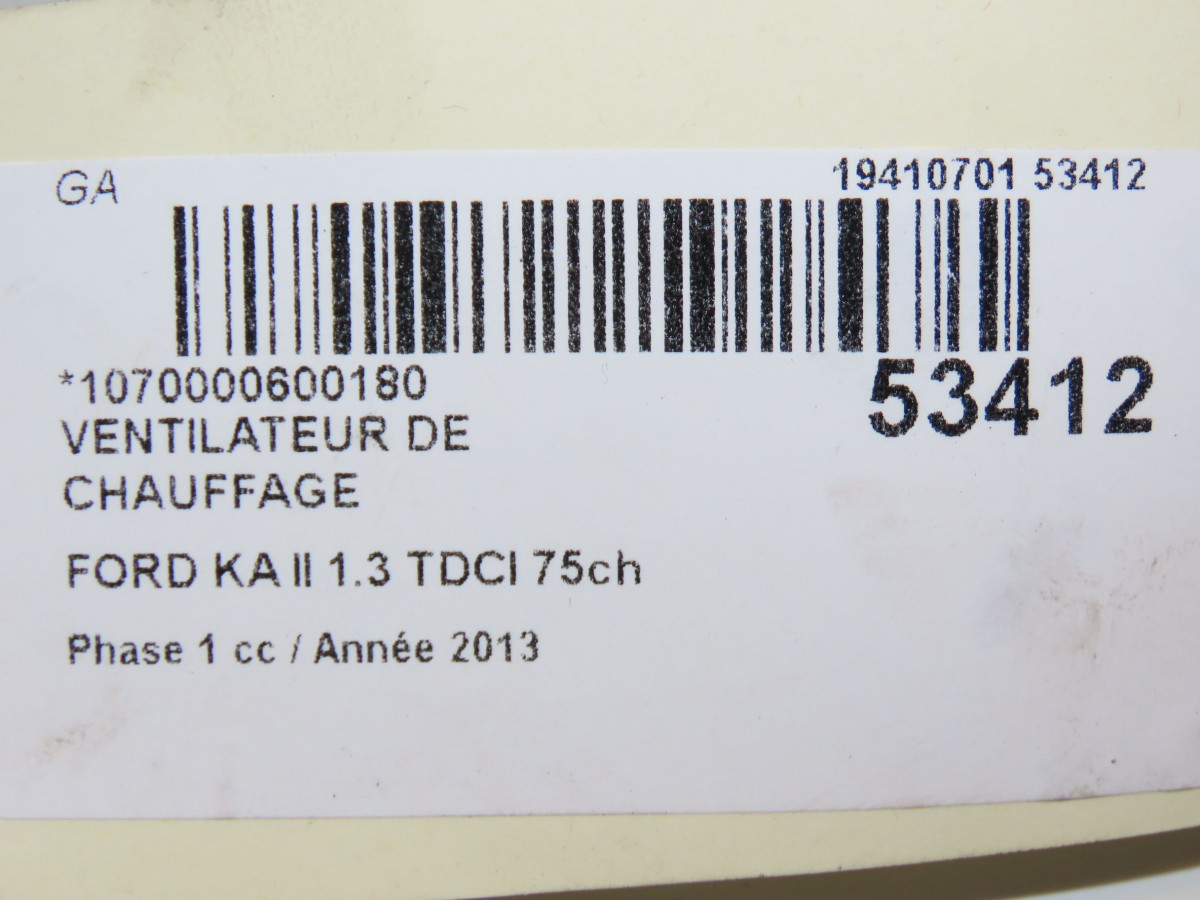 GA
19410701 53412
*1070000600180
53412
VENTILATEUR DE
CHAUFFAGE
FORD KA II 1.3 TDCI 75ch
Phase 1 cc / Année 2013